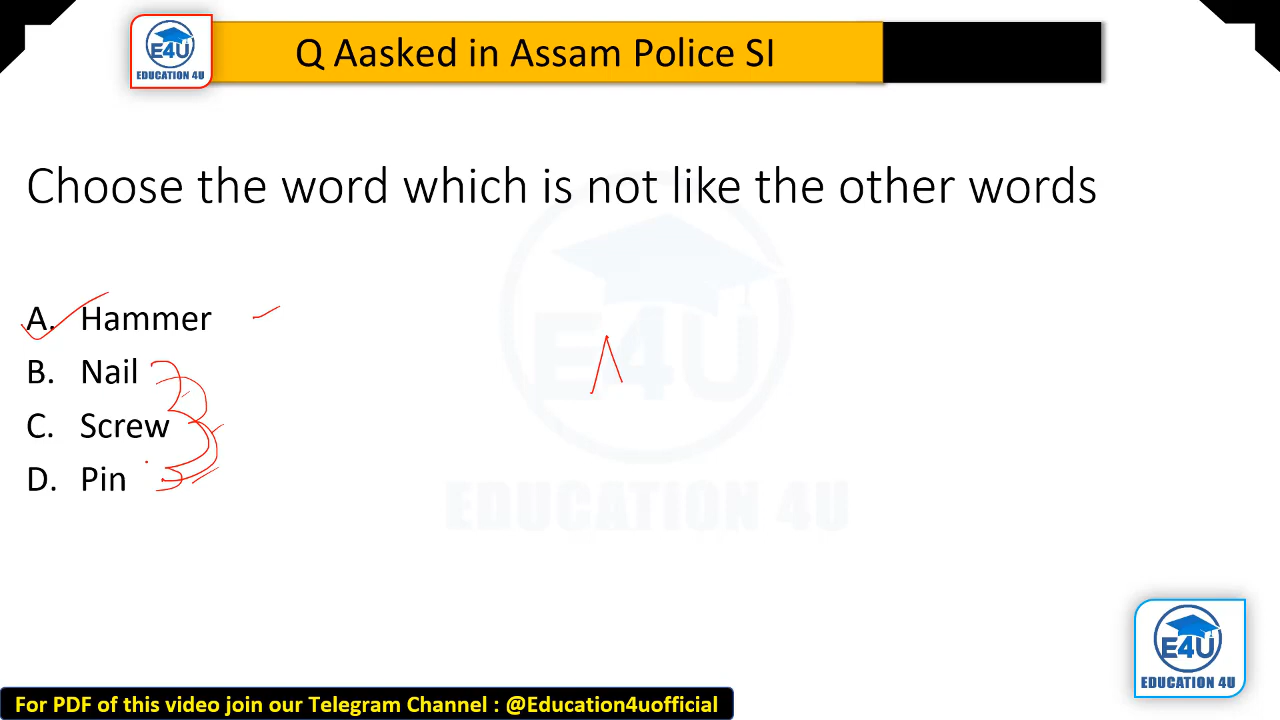 E4U
EDUCATION 4U
Q Aasked in Assam Police SI
Choose the word which is not like the other words
A. Hammer
B. Nail
C. Screw
D. Pin
E4U
EDUCATION 4U
E4U
EDUCATION 4U
For PDF of this video join our Telegram Channel : @Education4uofficial